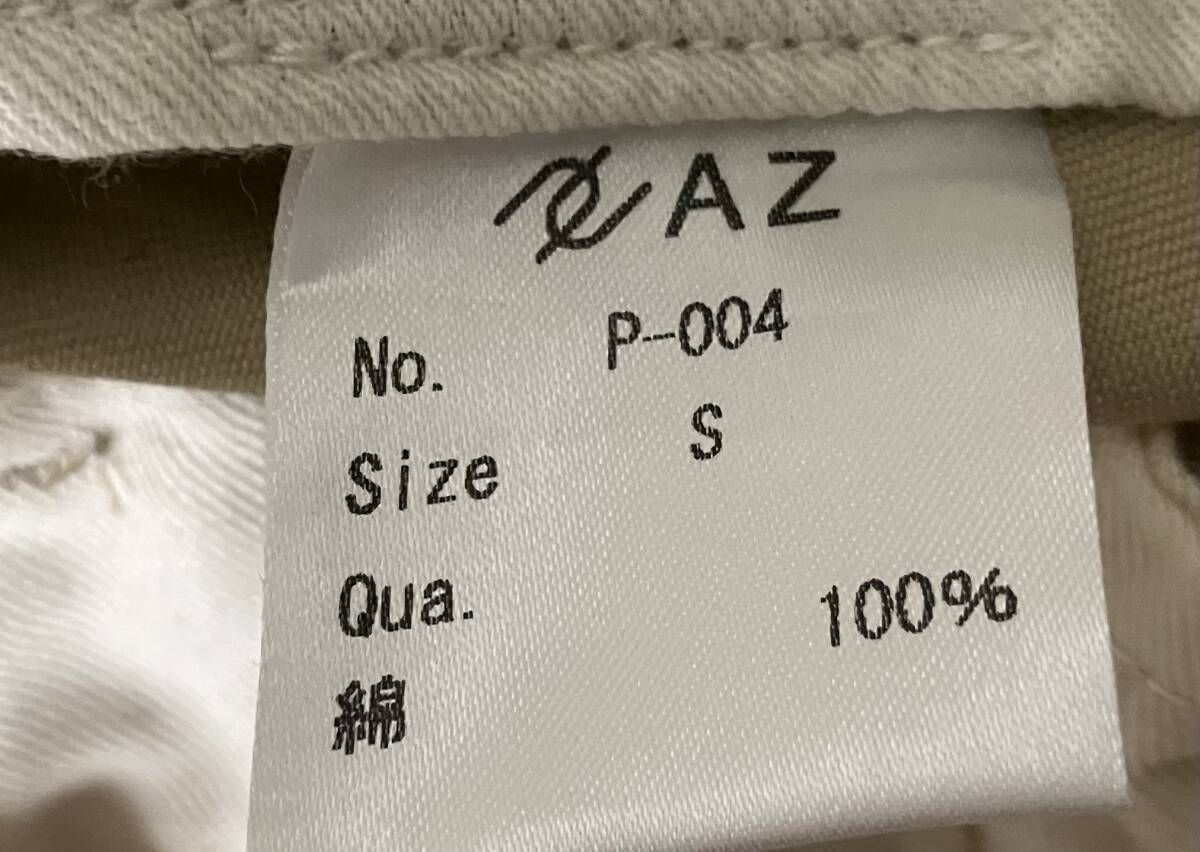 AZ
No. P-004
Size S
Qua.
綿 100%